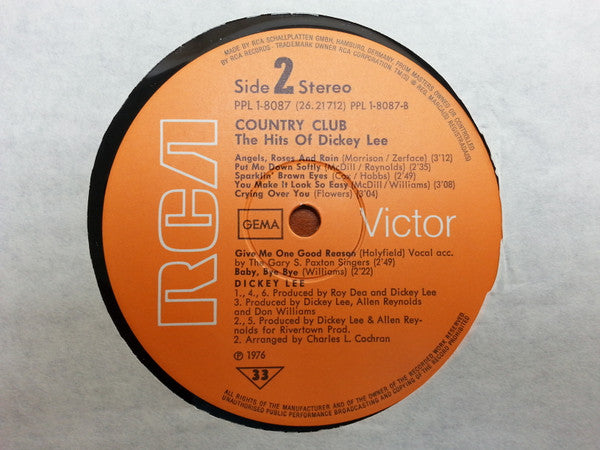 MADE BY RCA SCHALLPLATTEN GMBH, HAMBURG, GERMANY, FROM MASTERS OWNED OR CONTROLLED
BY RCA RECORDS · TRADEMARK OWNER RCA CORPORATION TM(S) ® REG. MARCA(S) REGISTRADA(S)
Side 2 Stereo
PPL 1-8087 (26.21712) PPL 1-8087-B
COUNTRY CLUB
The Hits Of Dickey Lee
Angels, Roses And Rain (Morrison / Zerface) (3'12)
Put Me Down Softly (McDill / Reynolds) (2'35)
Sparklin' Brown Eyes (Cox / Hobbs) (2'49)
You Make It Look So Easy (McDill / Williams) (3'08)
Crying Over You (Flowers) (3'04)
RCA
GEMA
Victor
Give Me One Good Reason (Holyfield) Vocal acc.
by The Gary S. Paxton Singers (2'49)
Baby, Bye Bye (Williams) (2'22)
DICKEY LEE
1., 4., 6. Produced by Roy Dea and Dickey Lee
3. Produced by Dickey Lee, Allen Reynolds
and Don Williams
2., 5. Produced by Dickey Lee & Allen Rey-
nolds for Rivertown Prod.
2. Arranged by Charles L. Cochran
℗ 1976
33
ALL RIGHTS OF THE MANUFACTURER AND OF THE OWNER OF THE RECORDED WORK RESERVED
UNAUTHORISED PUBLIC PERFORMANCE BROADCASTING AND COPYING OF THIS RECORD PROHIBITED